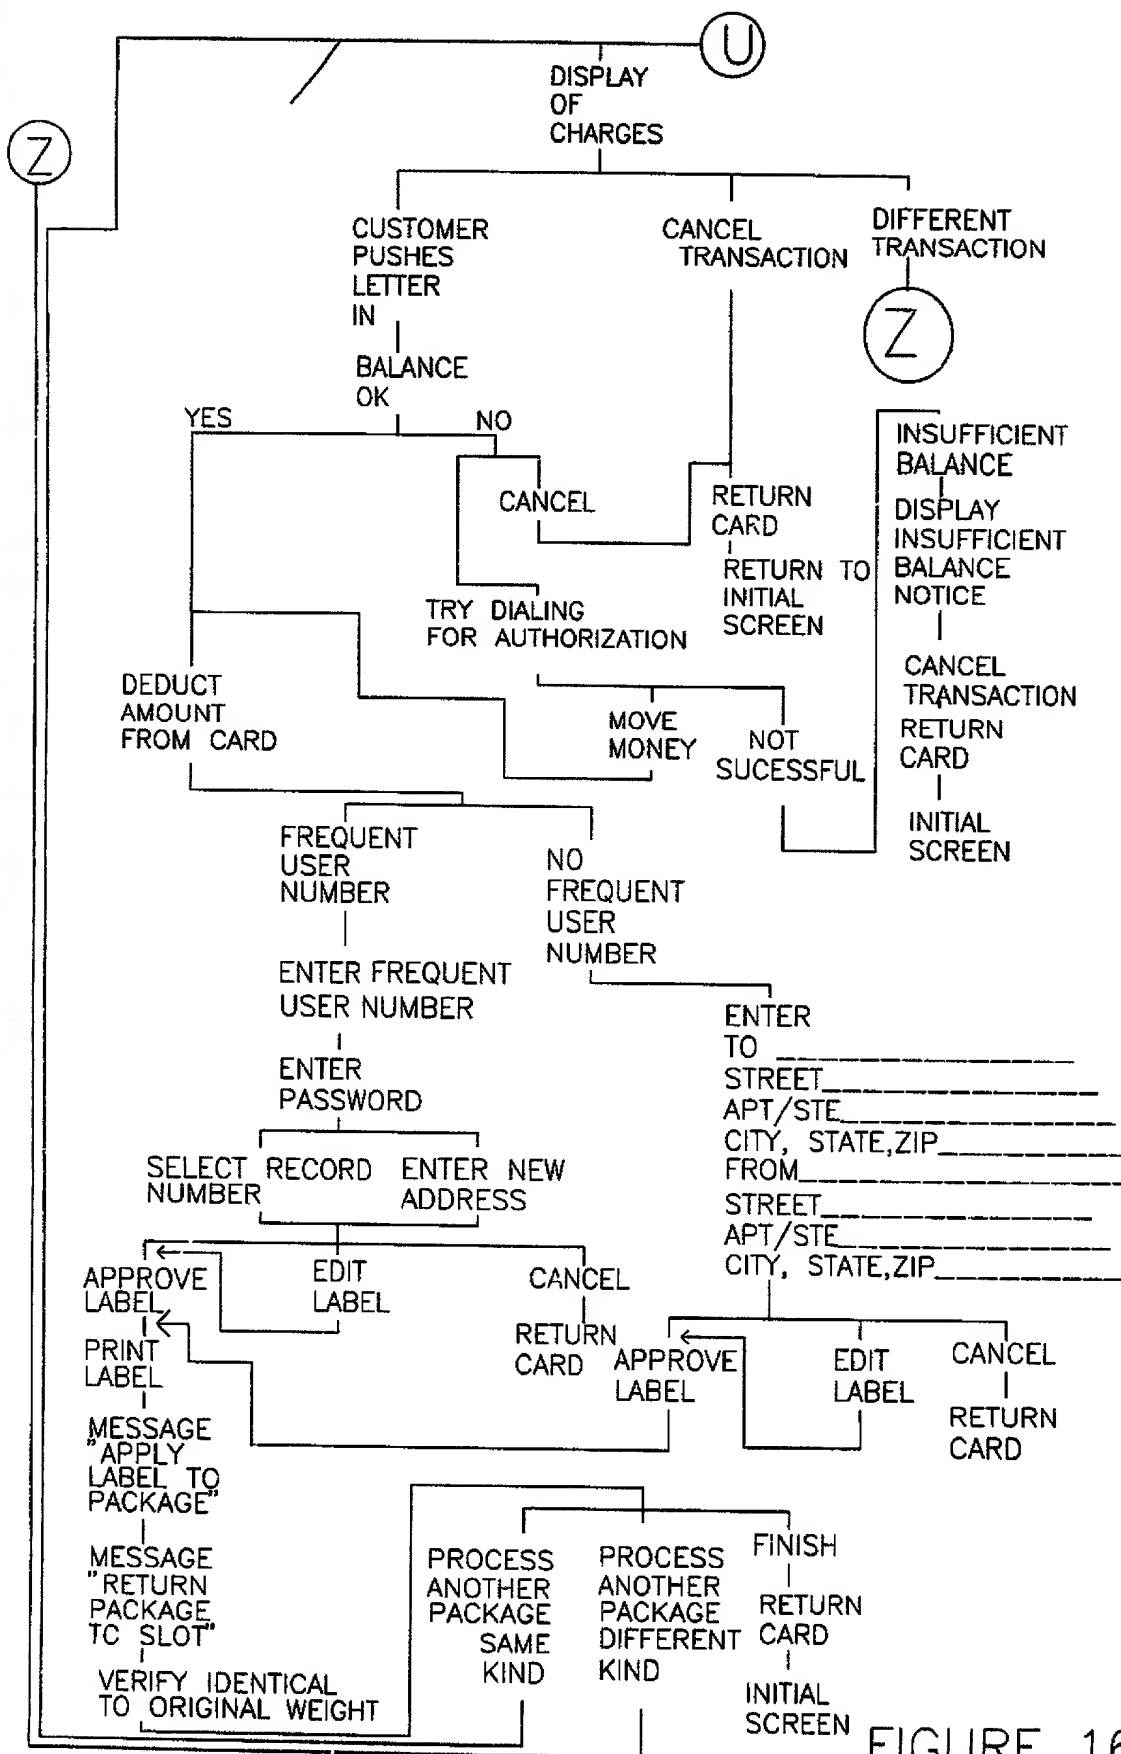 U
DISPLAY
OF
CHARGES
Z
CUSTOMER
PUSHES
LETTER
IN
CANCEL
TRANSACTION
DIFFERENT
TRANSACTION
Z
BALANCE
OK
YES
NO
CANCEL
RETURN
CARD
RETURN TO
INITIAL
SCREEN
INSUFFICIENT
BALANCE
DISPLAY
INSUFFICIENT
BALANCE
NOTICE
CANCEL
TRANSACTION
RETURN
CARD
INITIAL
SCREEN
TRY DIALING
FOR AUTHORIZATION
DEDUCT
AMOUNT
FROM CARD
MOVE
MONEY
NOT
SUCESSFUL
FREQUENT
USER
NUMBER
NO
FREQUENT
USER
NUMBER
ENTER FREQUENT
USER NUMBER
ENTER
PASSWORD
SELECT RECORD
NUMBER
ENTER NEW
ADDRESS
ENTER
TO
STREET
APT/STE
CITY, STATE,ZIP
FROM
STREET
APT/STE
CITY, STATE,ZIP
APPROVE
LABEL
EDIT
LABEL
CANCEL
RETURN
CARD
PRINT
LABEL
APPROVE
LABEL
EDIT
LABEL
CANCEL
RETURN
CARD
MESSAGE
"APPLY
LABEL TO
PACKAGE"
MESSAGE
"RETURN
PACKAGE
TO SLOT"
VERIFY IDENTICAL
TO ORIGINAL WEIGHT
PROCESS
ANOTHER
PACKAGE
SAME
KIND
PROCESS
ANOTHER
PACKAGE
DIFFERENT
KIND
FINISH
RETURN
CARD
INITIAL
SCREEN
FIGURE 16